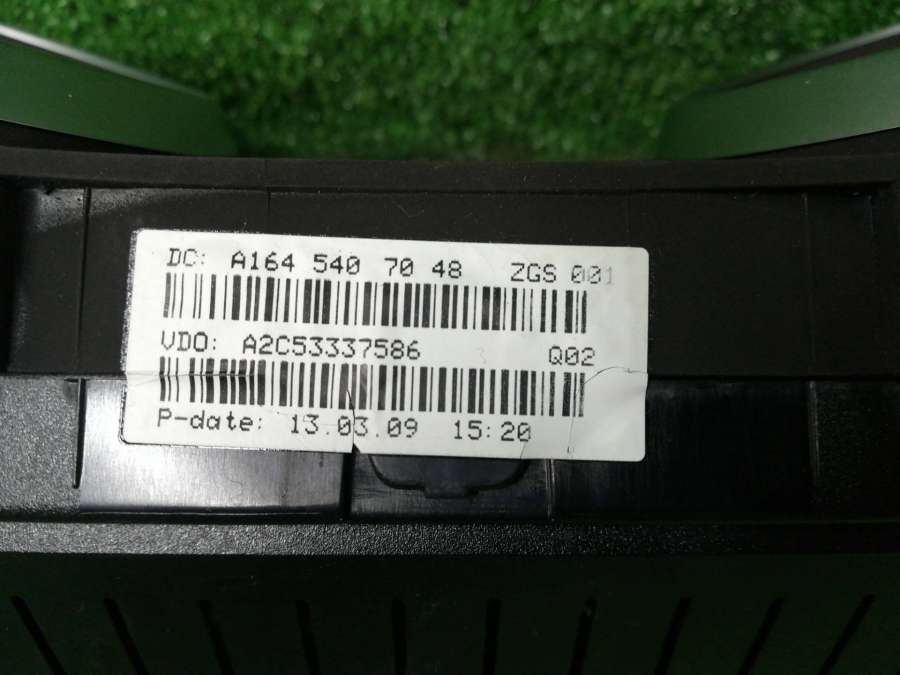 DC: A164 540 70 48 ZGS 001
VDO: A2C53337586 Q02
P-date: 13.03.09 15:20